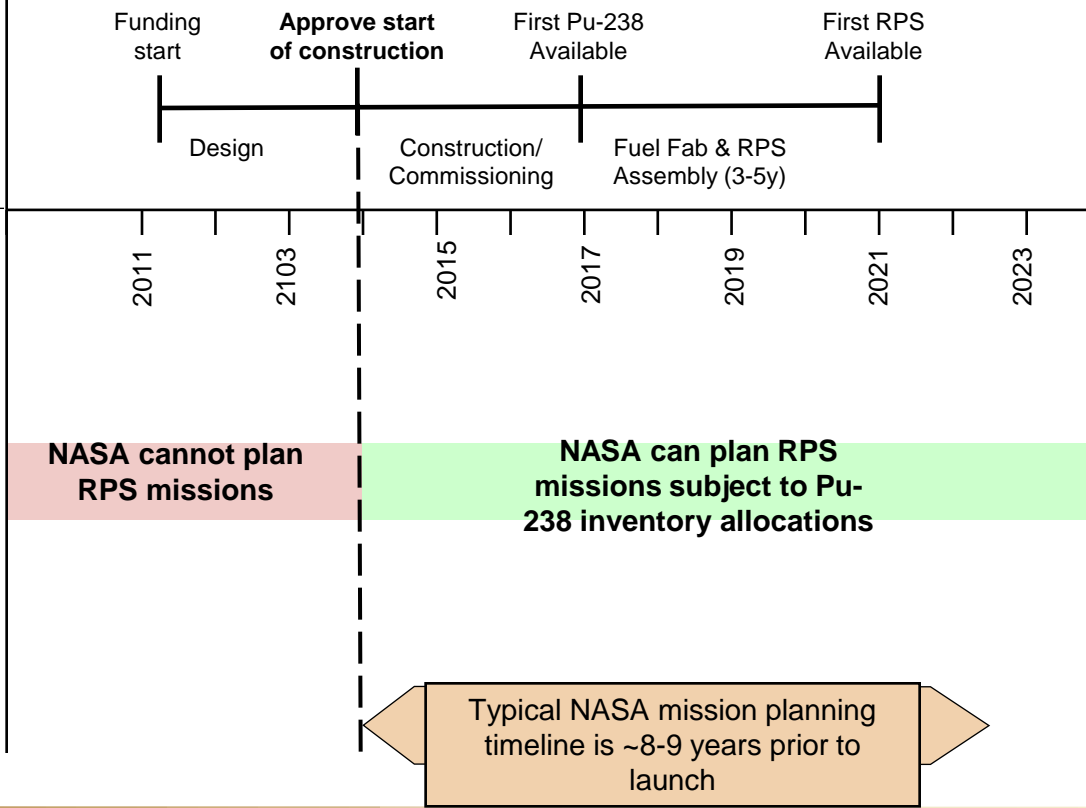 Funding
start
Approve start
of construction
First Pu-238
Available
First RPS
Available
Design
Construction/
Commissioning
Fuel Fab & RPS
Assembly (3-5y)
2011
2103
2015
2017
2019
2021
2023
NASA cannot plan
RPS missions
NASA can plan RPS
missions subject to Pu-
238 inventory allocations
Typical NASA mission planning
timeline is ~8-9 years prior to
launch